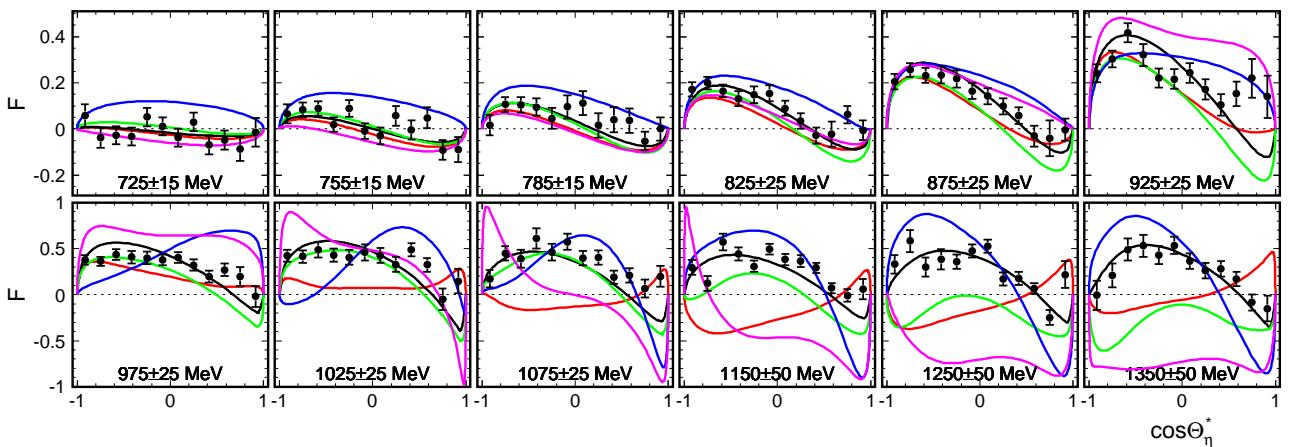 0.4
0.2
0
-0.2
F
725±15 MeV
755±15 MeV
785±15 MeV
825±25 MeV
875±25 MeV
925±25 MeV
1
0.5
0
-0.5
-1
F
975±25 MeV
1025±25 MeV
1075±25 MeV
1150±50 MeV
1250±50 MeV
1350±50 MeV
-1 0 1 -1 0 1 -1 0 1 -1 0 1 -1 0 1 -1 0 1
cosΘ*η